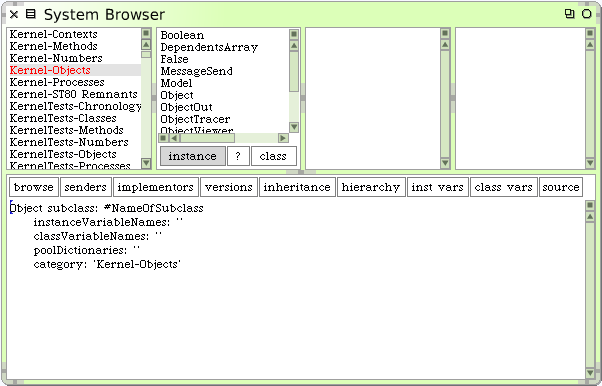 System Browser
Kernel-Contexts
Kernel-Methods
Kernel-Numbers
Kernel-Objects
Kernel-Processes
Kernel-ST80 Remnants
KernelTests-Chronology
KernelTests-Classes
KernelTests-Methods
KernelTests-Numbers
KernelTests-Objects
KernelTests-Processes
Boolean
DependentsArray
False
MessageSend
Model
Object
ObjectOut
ObjectTracer
ObjectViewer
instance ? class
browse senders implementors versions inheritance hierarchy inst vars class vars source
Object subclass: #NameOfSubclass
instanceVariableNames: ''
classVariableNames: ''
poolDictionaries: ''
category: 'Kernel-Objects'